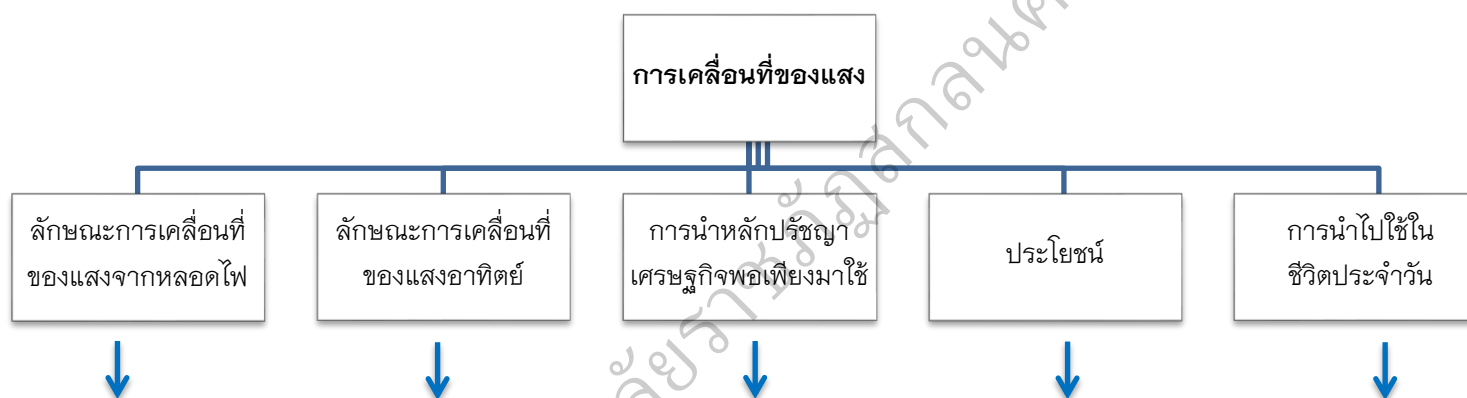 การเคลื่อนที่ของแสง
ลักษณะการเคลื่อนที่
ของแสงจากหลอดไฟ
ลักษณะการเคลื่อนที่
ของแสงอาทิตย์
การนำหลักปรัชญา
เศรษฐกิจพอเพียงมาใช้
ประโยชน์
การนำไปใช้ใน
ชีวิตประจำวัน